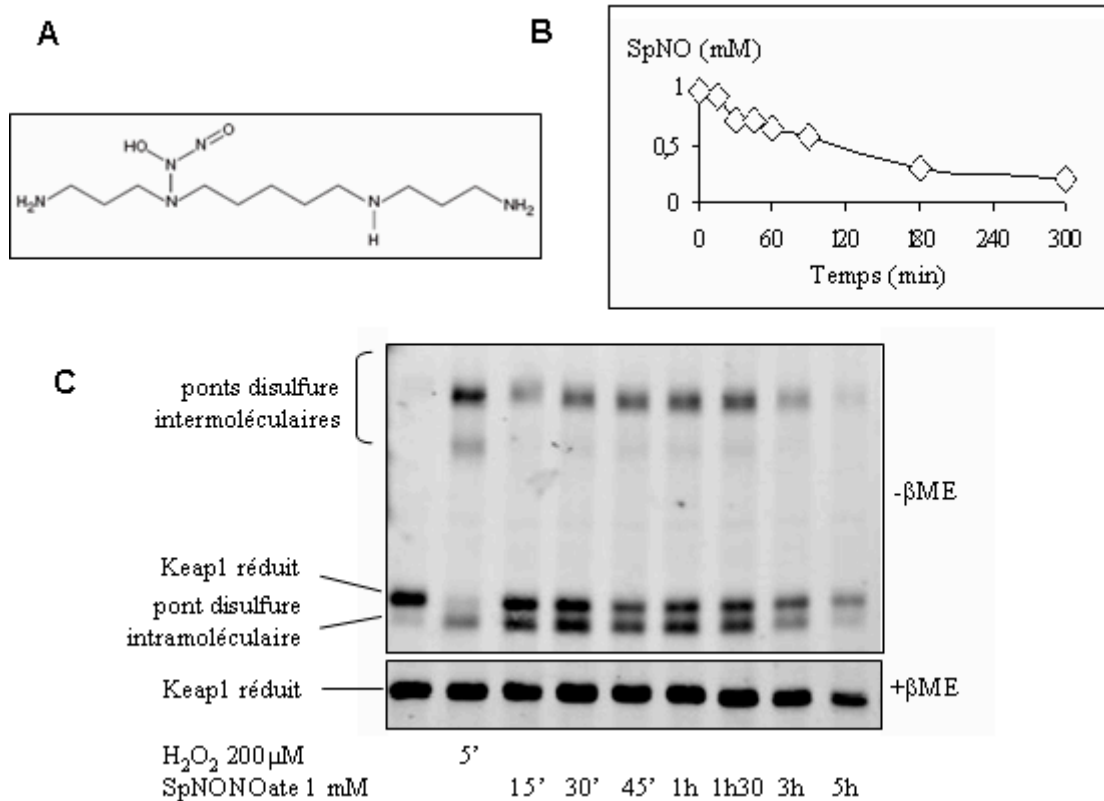 A
HO
N
O
N
H₂N
N
N
H
NH₂
B
SpNO (mM)
1
0,5
0
0 60 120 180 240 300
Temps (min)
C
ponts disulfure
intermoléculaires
-βME
Keap1 réduit
pont disulfure
intramoléculaire
Keap1 réduit
+βME
H₂O₂ 200 µM 5’
SpNONOate 1 mM 15’ 30’ 45’ 1h 1h30 3h 5h